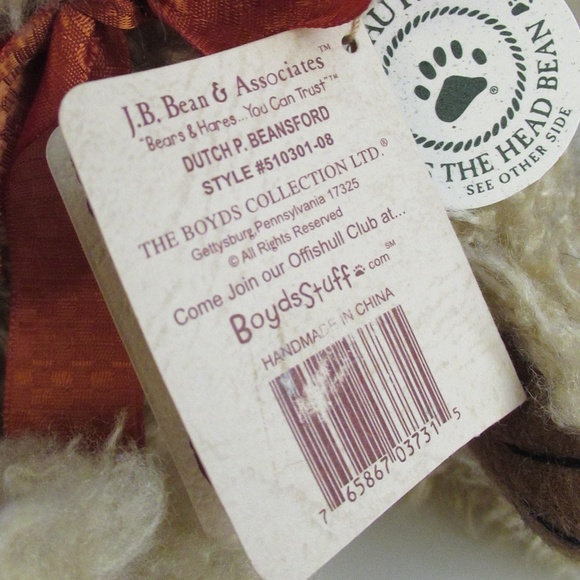 J.B. Bean & Associates™
"Bears & Hares...You Can Trust"™
DUTCH P. BEANSFORD
STYLE #510301-08
THE BOYDS COLLECTION LTD.®
Gettysburg, Pennsylvania 17325
© All Rights Reserved
Come Join our Offishull Club at...
BoydsStuff.com℠
HANDMADE IN CHINA
7 65867 03731 5
THE HEAD BEAN
®
SEE OTHER SIDE